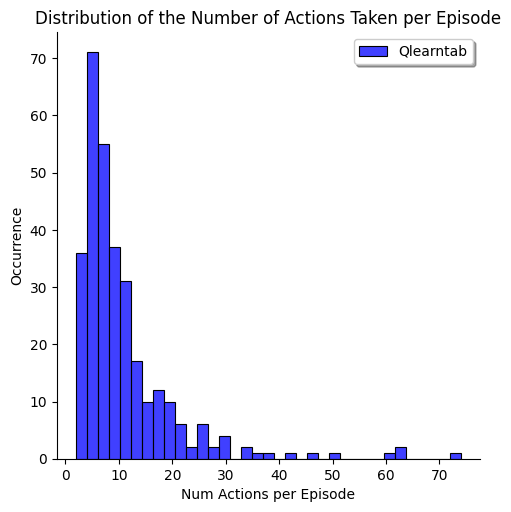 Distribution of the Number of Actions Taken per Episode
Qlearntab
70
60
50
40
30
20
10
0
Occurrence
0 10 20 30 40 50 60 70
Num Actions per Episode